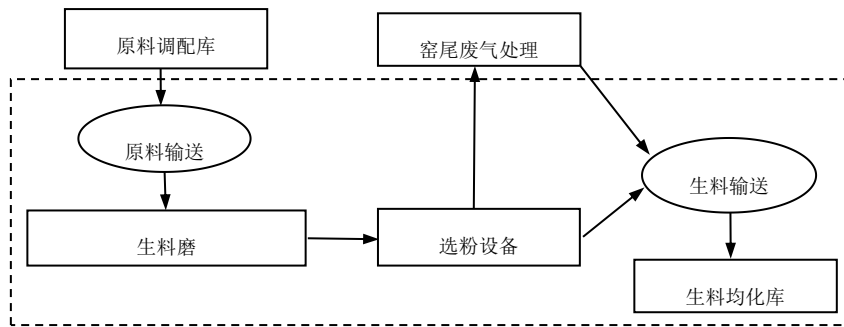 原料调配库
窑尾废气处理
原料输送
生料输送
生料磨
选粉设备
生料均化库